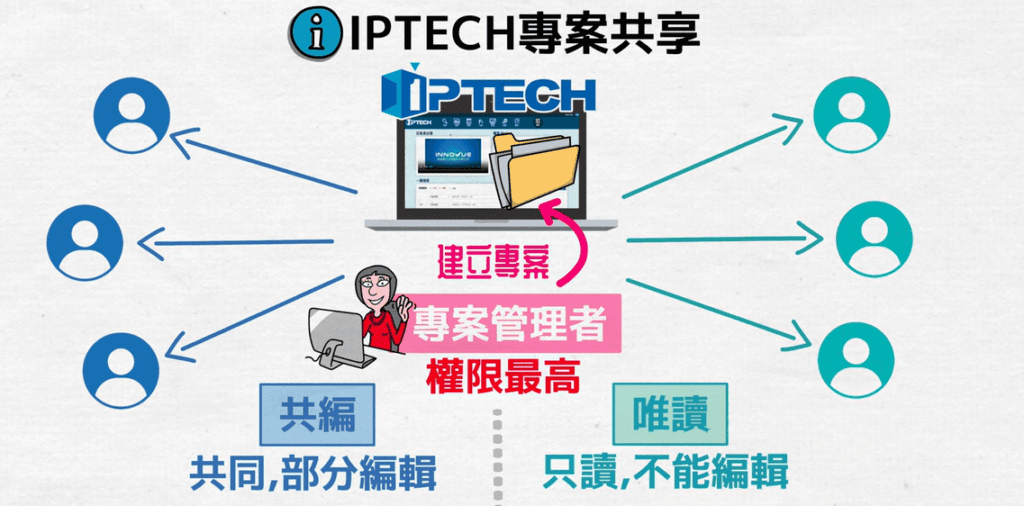 i IPTECH專案共享
IPTECH
IPTECH
INNOVUE
建立專案
專案管理者
權限最高
共編
唯讀
共同,部分編輯
只讀,不能編輯